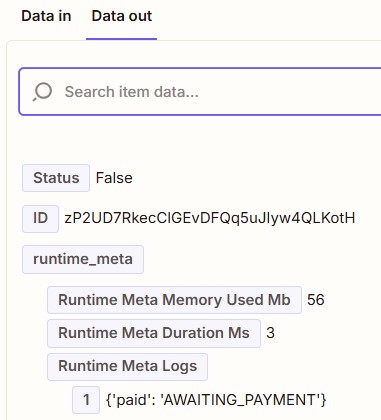 Data in Data out
Search item data...
Status False
ID zP2UD7RkecClGEvDFQq5uJIyw4QLKotH
runtime_meta
Runtime Meta Memory Used Mb 56
Runtime Meta Duration Ms 3
Runtime Meta Logs
1 {'paid': 'AWAITING_PAYMENT'}